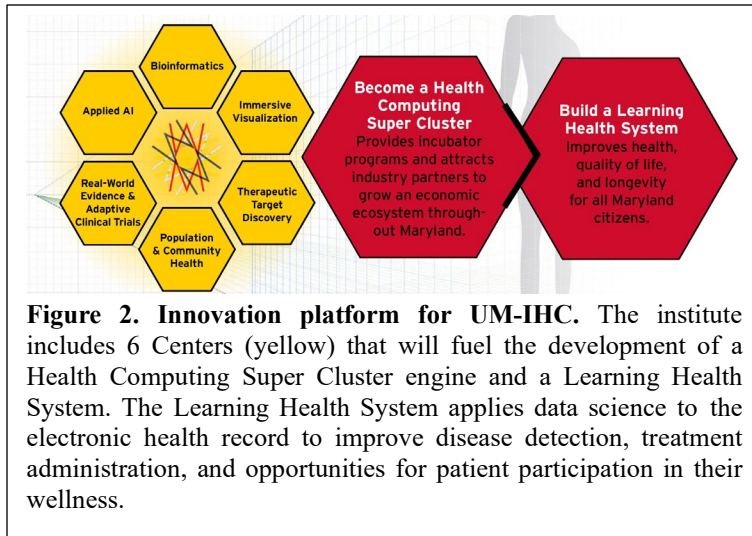 Bioinformatics
Applied AI
Immersive
Visualization
Real-World
Evidence &
Adaptive
Clinical Trials
Therapeutic
Target
Discovery
Population
& Community
Health
Become a Health
Computing
Super Cluster
Provides incubator
programs and attracts
industry partners to
grow an economic
ecosystem through-
out Maryland.
Build a Learning
Health System
Improves health,
quality of life,
and longevity
for all Maryland
citizens.
Figure 2. Innovation platform for UM-IHC. The institute
includes 6 Centers (yellow) that will fuel the development of a
Health Computing Super Cluster engine and a Learning Health
System. The Learning Health System applies data science to the
electronic health record to improve disease detection, treatment
administration, and opportunities for patient participation in their
wellness.